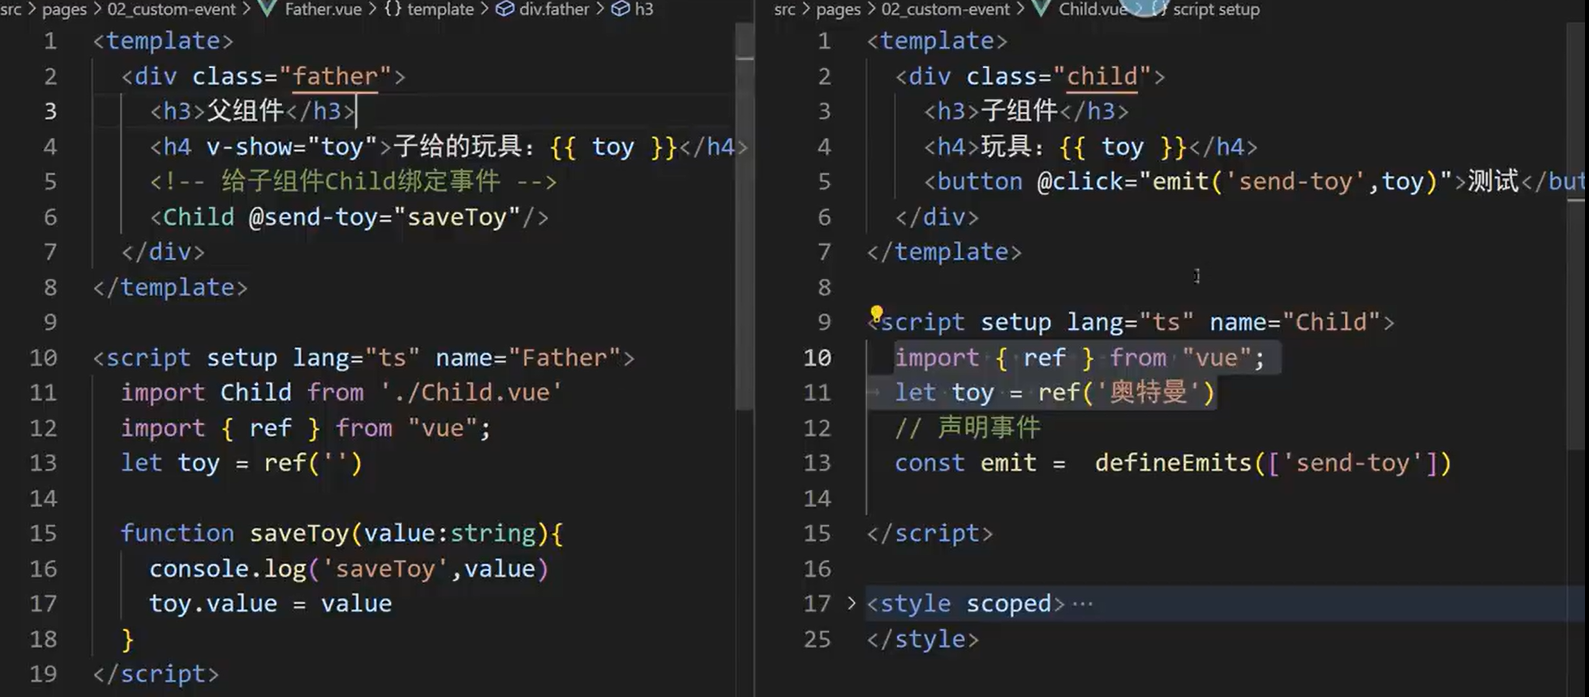 src > pages > 02_custom-event > Father.vue > {} template > div.father > h3
1 <template>
2 <div class="father">
3 <h3>父组件</h3>
4 <h4 v-show="toy">子给的玩具：{{ toy }}</h4>
5 <!-- 给子组件Child绑定事件 -->
6 <Child @send-toy="saveToy"/>
7 </div>
8 </template>
9
10 <script setup lang="ts" name="Father">
11 import Child from './Child.vue'
12 import { ref } from "vue";
13 let toy = ref('')
14
15 function saveToy(value:string){
16 console.log('saveToy',value)
17 toy.value = value
18 }
19 </script>
src > pages > 02_custom-event > Child.vue > {} script setup
1 <template>
2 <div class="child">
3 <h3>子组件</h3>
4 <h4>玩具：{{ toy }}</h4>
5 <button @click="emit('send-toy',toy)">测试</but
6 </div>
7 </template>
8
9 <script setup lang="ts" name="Child">
10 import { ref } from "vue";
11 let toy = ref('奥特曼')
12 // 声明事件
13 const emit =  defineEmits(['send-toy'])
14
15 </script>
16
17 > <style scoped>···
25 </style>